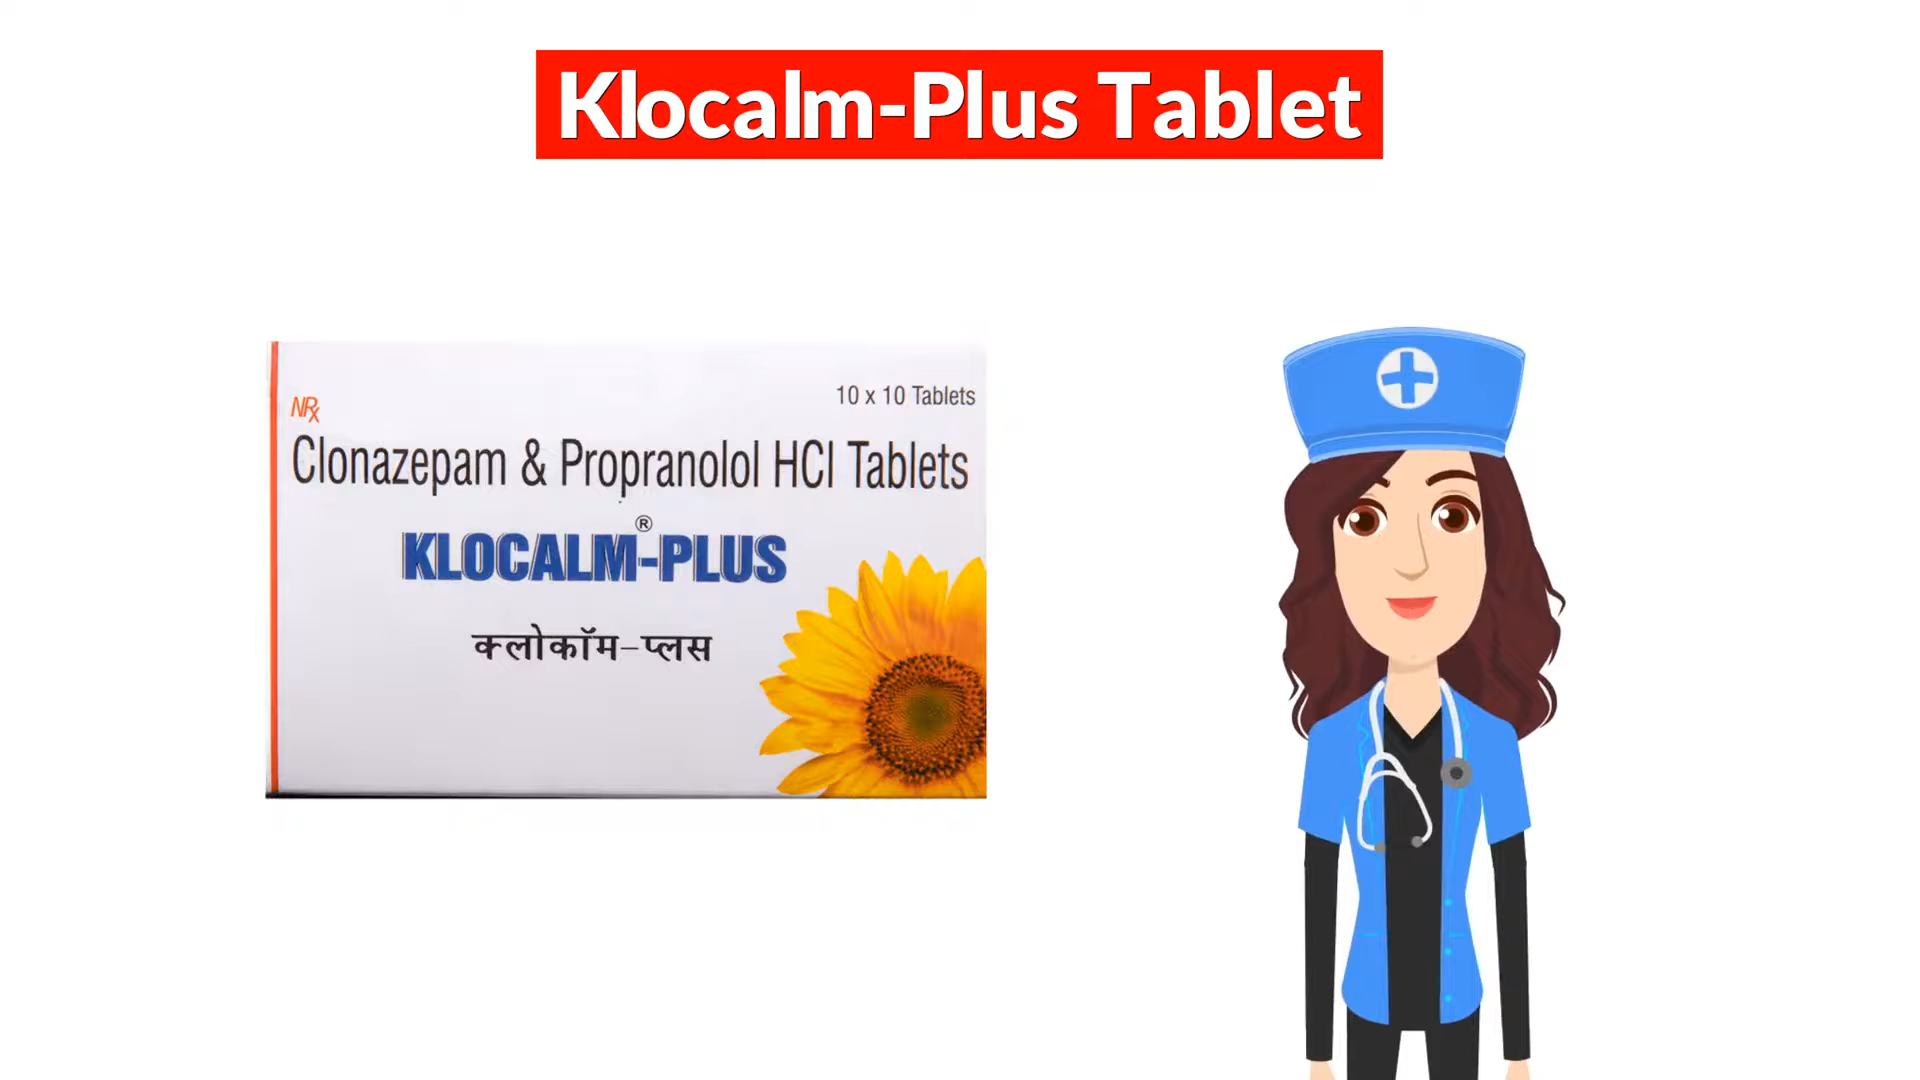 Klocalm-Plus Tablet
NRx
10 x 10 Tablets
Clonazepam & Propranolol HCl Tablets
KLOCALM-PLUS®
क्लोकॉम-प्लस